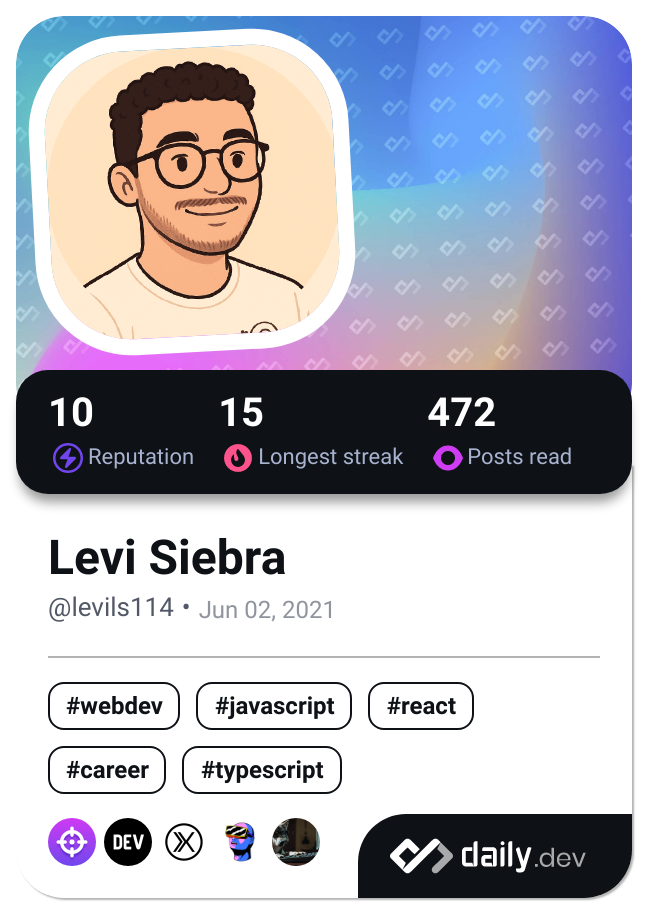 10 15 472
Reputation Longest streak Posts read
Levi Siebra
@levils114 • Jun 02, 2021
#webdev #javascript #react
#career #typescript
DEV
daily.dev